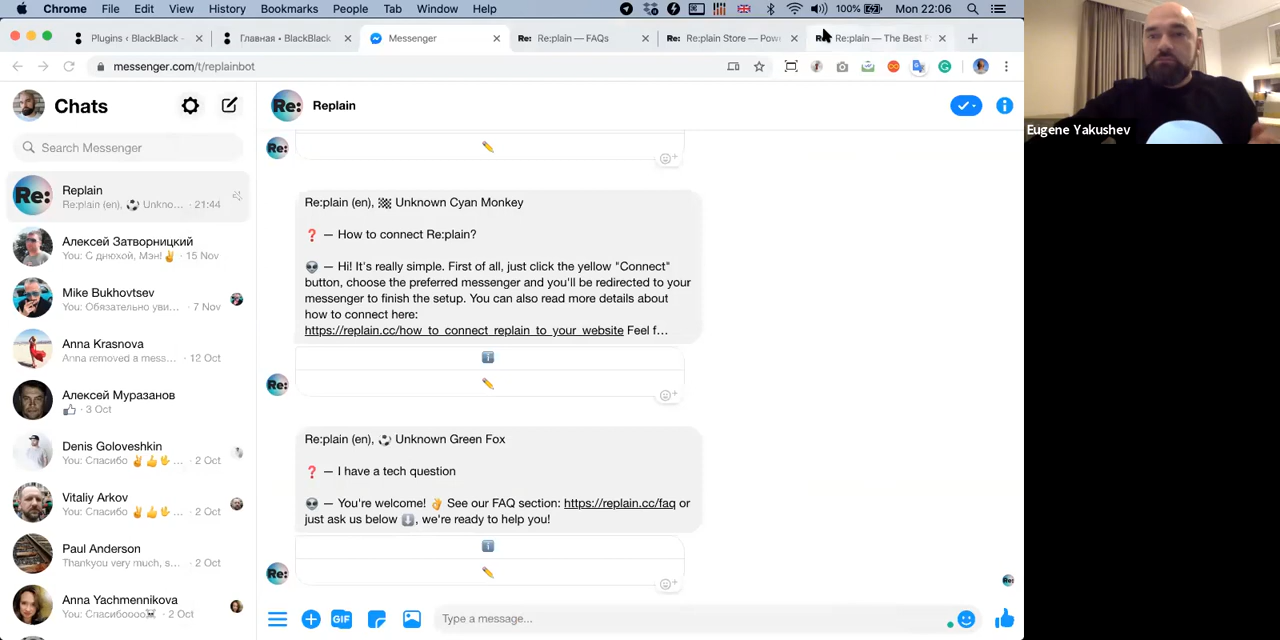 Chrome File Edit View History Bookmarks People Tab Window Help 100% Mon 22:06
Plugins ‹ BlackBlack - Главная • BlackBlack Messenger Re: Re:plain — FAQs Re: Re:plain Store — Pow Re:plain — The Best F
messenger.com/t/replainbot
Chats
Search Messenger
Replain
Re:plain (en), ⚽ Unkno... · 21:44
Алексей Затворницкий
You: С днюхой, Мэн!✌ · 15 Nov
Mike Bukhovtsev
You: Обязательно уви... · 7 Nov
Anna Krasnova
Anna removed a mesa... · 12 Oct
Алексей Муразанов
👍 · 3 Oct
Denis Goloveshkin
You: Спасибо ✌👍🖖 ... · 2 Oct
Vitaliy Arkov
You: Спасибо ✌👍🖖 ... · 2 Oct
Paul Anderson
Thankyou very much, s... · 2 Oct
Anna Yachmennikova
You: Спасибоооо☠ ... · 2 Oct
Re: Replain
Re:plain (en), 🏁 Unknown Cyan Monkey
❓ — How to connect Re:plain?
👽 — Hi! It's really simple. First of all, just click the yellow "Connect"
button, choose the preferred messenger and you'll be redirected to your
messenger to finish the setup. You can also read more details about
how to connect here:
https://replain.cc/how_to_connect_replain_to_your_website Feel f...
Re:plain (en), ⚽ Unknown Green Fox
❓ — I have a tech question
👽 — You're welcome! 👌 See our FAQ section: https://replain.cc/faq or
just ask us below ⬇, we're ready to help you!
GIF Type a message...
Eugene Yakushev